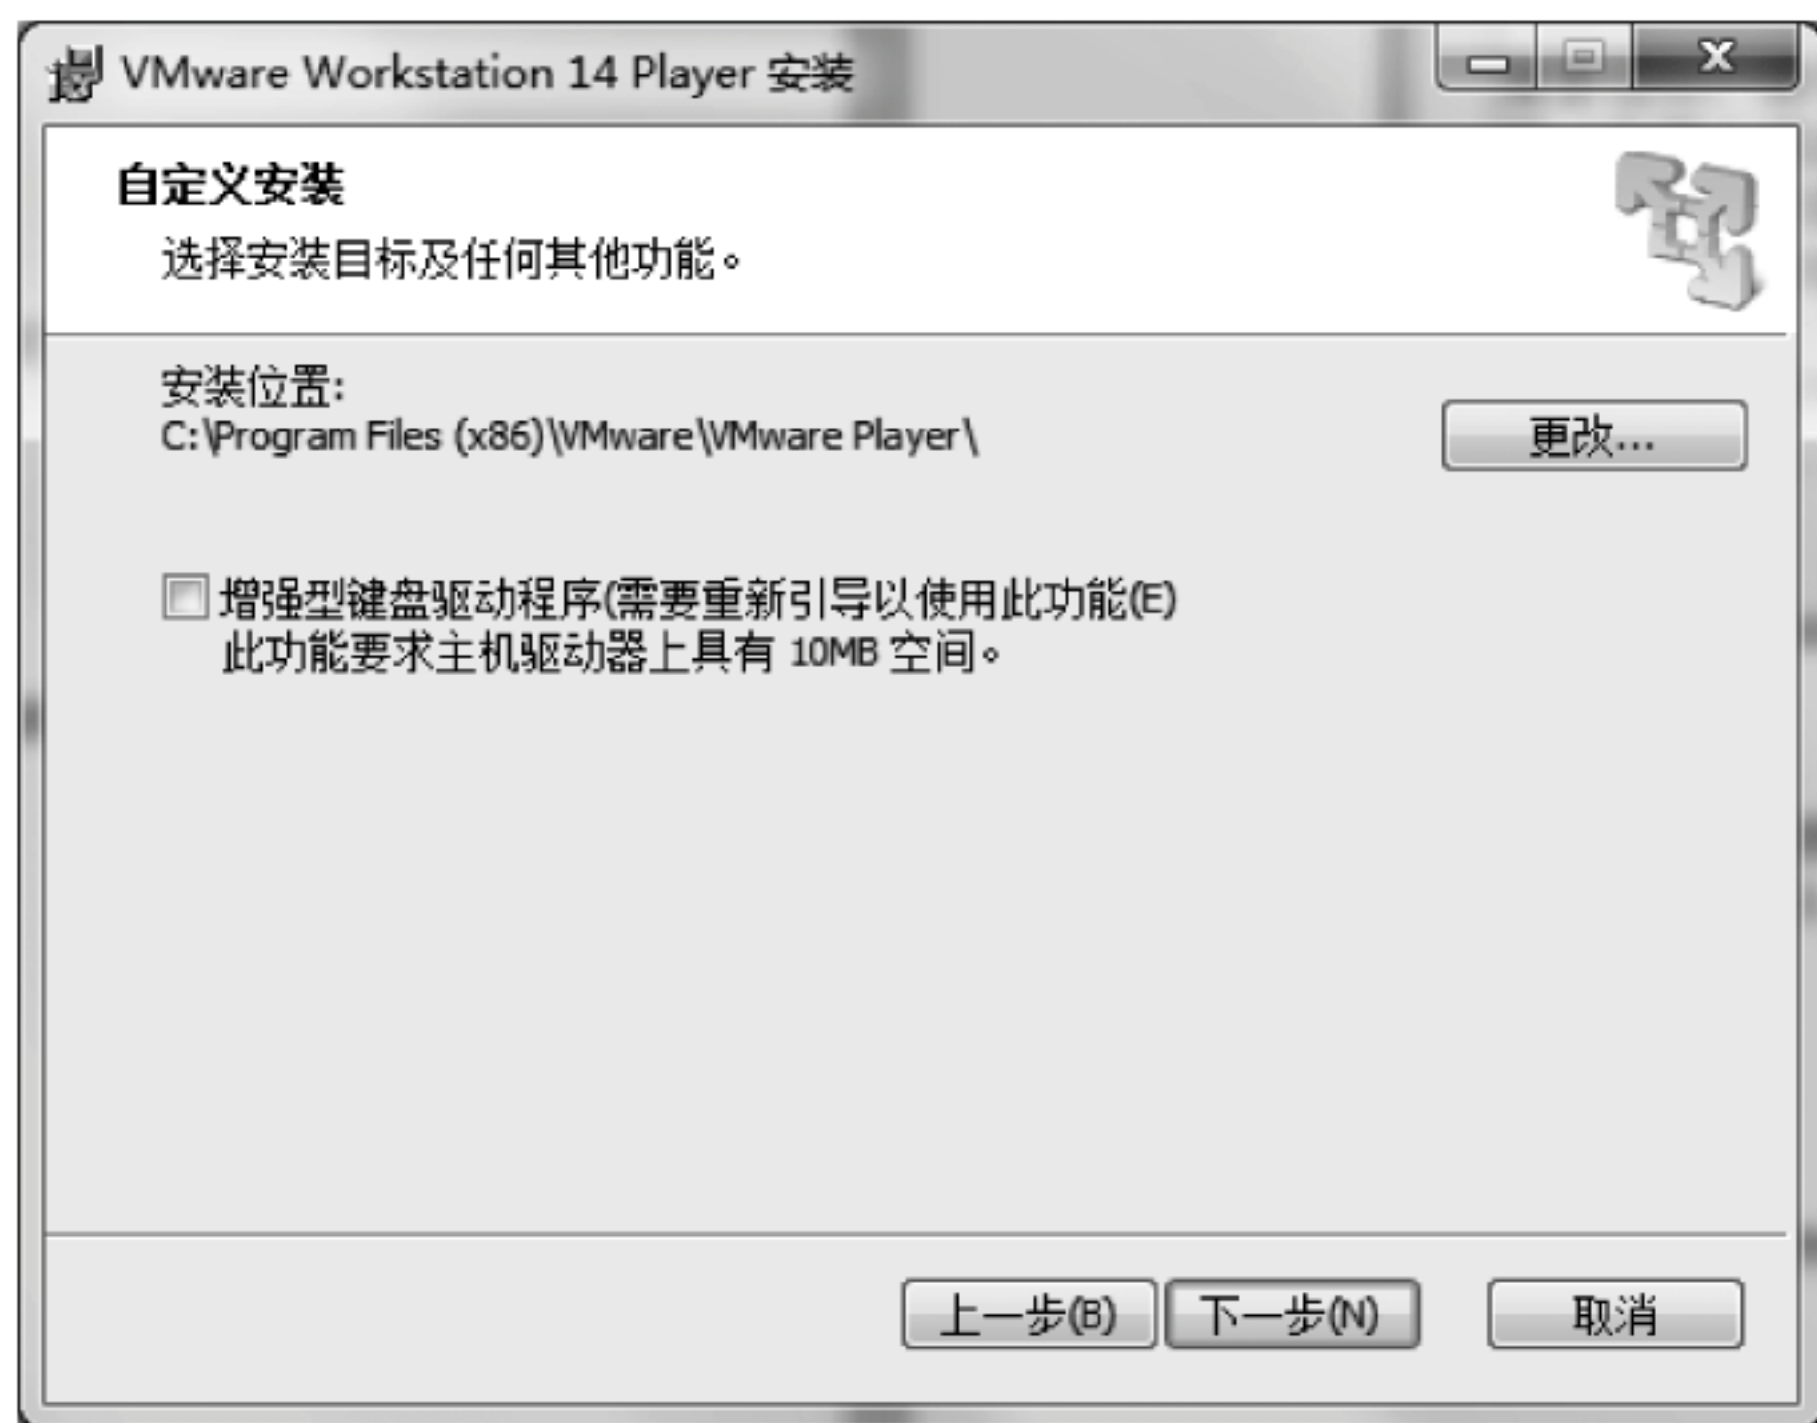 VMware Workstation 14 Player 安装
自定义安装
选择安装目标及任何其他功能。
安装位置:
C:\Program Files (x86)\VMware\VMware Player\
更改...
增强型键盘驱动程序(需要重新引导以使用此功能(E)
此功能要求主机驱动器上具有 10MB 空间。
上一步(B) 下一步(N) 取消